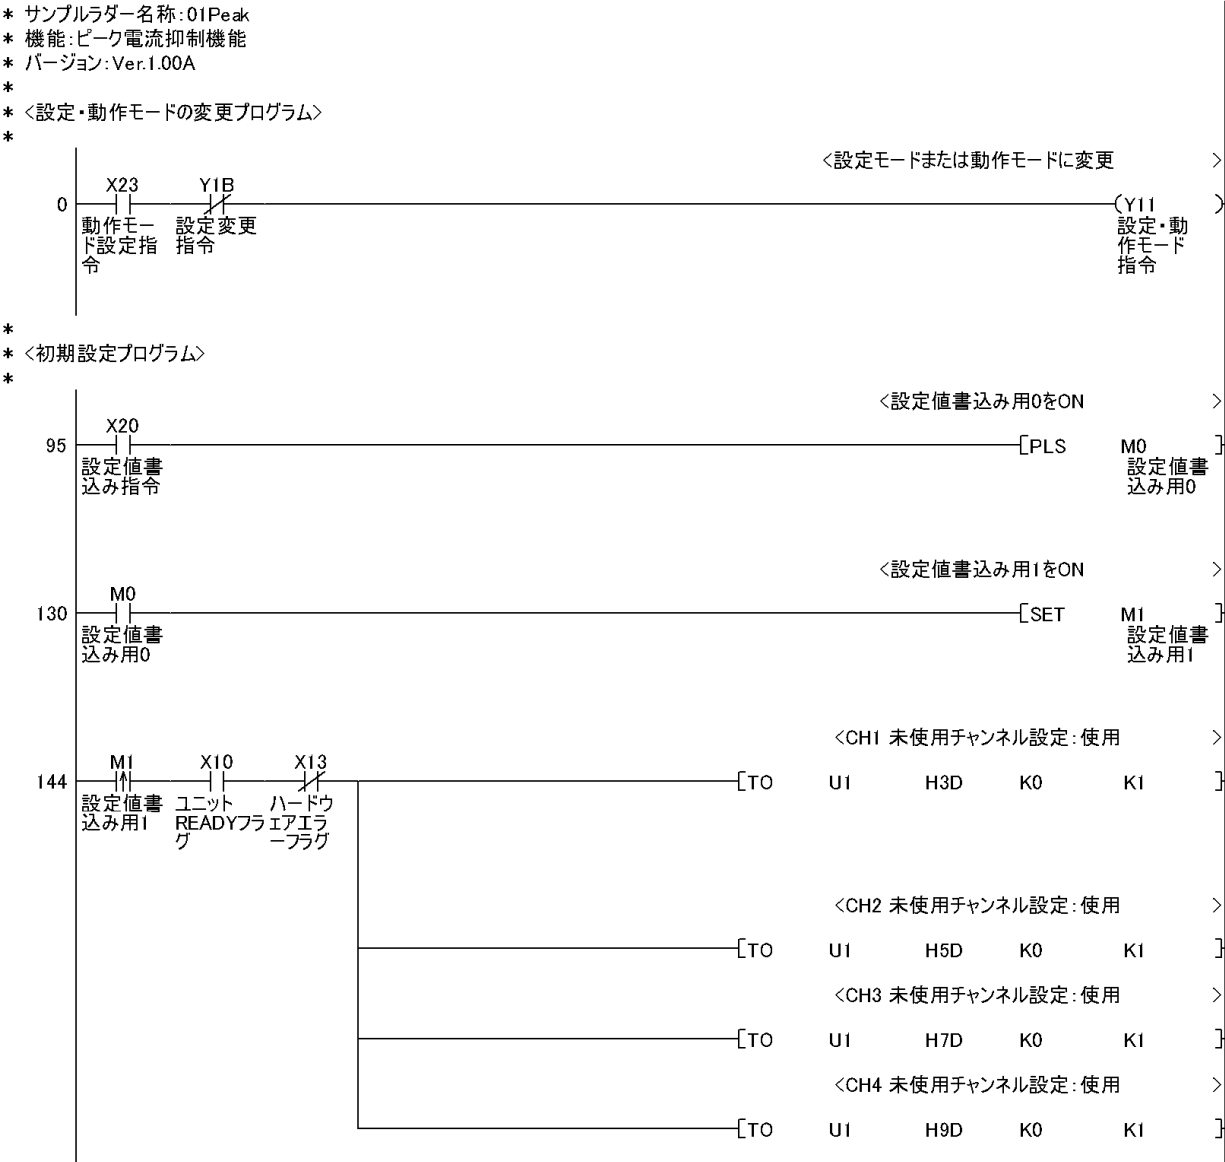 * サンプルラダー名称:01Peak
* 機能:ピーク電流抑制機能
* バージョン:Ver.1.00A
*
* <設定・動作モードの変更プログラム>
*
<設定モードまたは動作モードに変更 >
X23 Y1B
0 (Y11 )
動作モー 設定変更 設定・動
ド設定指 指令 作モード
令 指令
*
* <初期設定プログラム>
*
<設定値書込み用0をON >
X20
95 [PLS M0 ]
設定値書 設定値書
込み指令 込み用0
<設定値書込み用1をON >
M0
130 [SET M1 ]
設定値書 設定値書
込み用0 込み用1
<CH1 未使用チャンネル設定:使用 >
M1 X10 X13
144 [TO U1 H3D K0 K1 ]
設定値書 ユニット ハードウ
込み用1 READYフラ ェアエラ
グ ーフラグ
<CH2 未使用チャンネル設定:使用 >
[TO U1 H5D K0 K1 ]
<CH3 未使用チャンネル設定:使用 >
[TO U1 H7D K0 K1 ]
<CH4 未使用チャンネル設定:使用 >
[TO U1 H9D K0 K1 ]